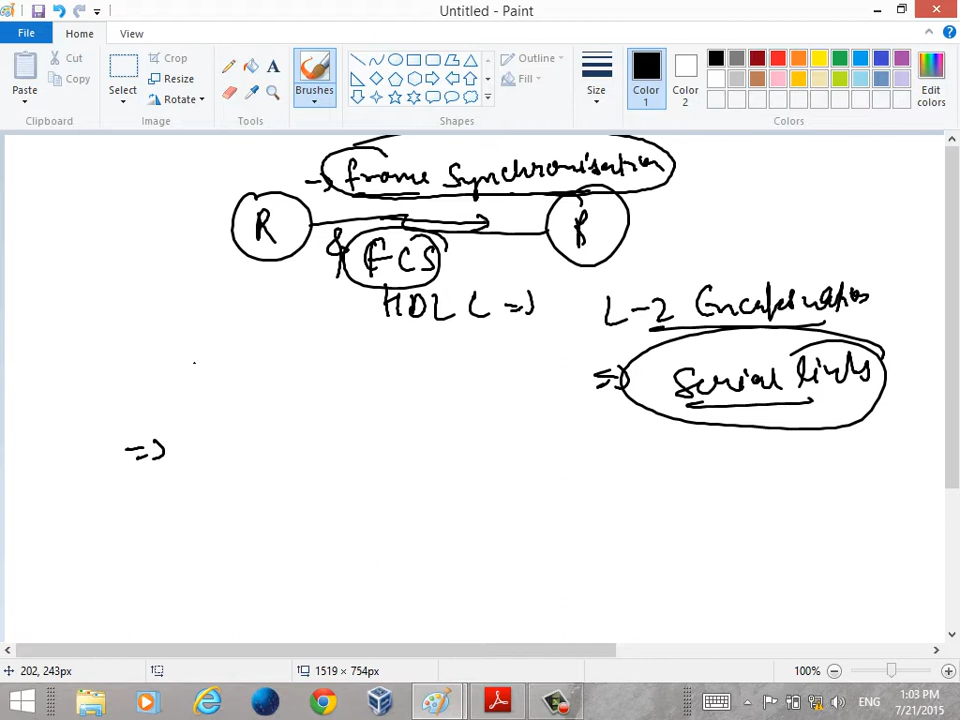 Untitled - Paint
File
Home
View
Paste
Cut
Copy
Clipboard
Select
Crop
Resize
Rotate
Image
Tools
Brushes
Shapes
Outline
Fill
Size
Color 1
Color 2
Edit colors
Colors
frame Synchronisation
R
R
& FCS
HDLC => L-2 Encapsulation
=> Serial links
=>
202, 243px
1519 × 754px
100%
ENG
1:03 PM
7/21/2015